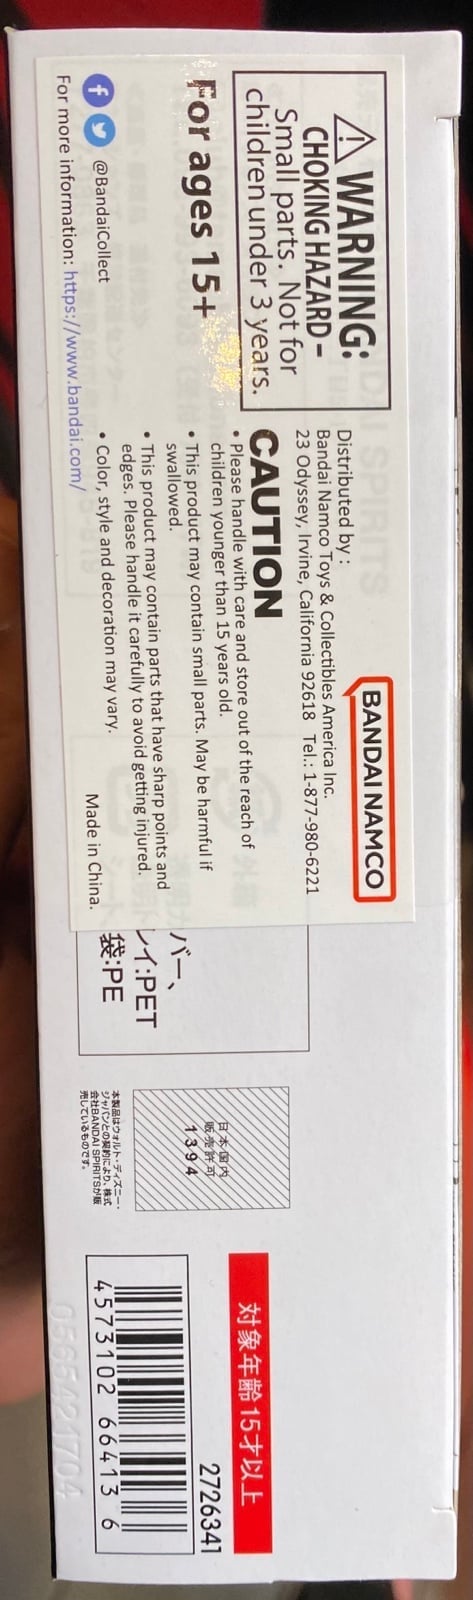 WARNING:
CHOKING HAZARD–
Small parts. Not for
children under 3 years.
For ages 15+
@BandaiCollect
For more information: https://www.bandai.com/
BANDAI NAMCO
Distributed by :
Bandai Namco Toys & Collectibles America Inc.
23 Odyssey, Irvine, California 92618 Tel.: 1-877-980-6221
CAUTION
• Please handle with care and store out of the reach of
children younger than 15 years old.
• This product may contain small parts. May be harmful if
swallowed.
• This product may contain parts that have sharp points and
edges. Please handle it carefully to avoid getting injured.
• Color, style and decoration may vary.
Made in China.
バー、
レイ:PET
袋:PE
日本国内
販売許可
1394
本製品はウォルト・ディズニー・
ジャパンとの契約により、株式
会社BANDAI SPIRITSが販
売しているものです。
対象年齢15才以上
2726341
4573102 664136
0565421704